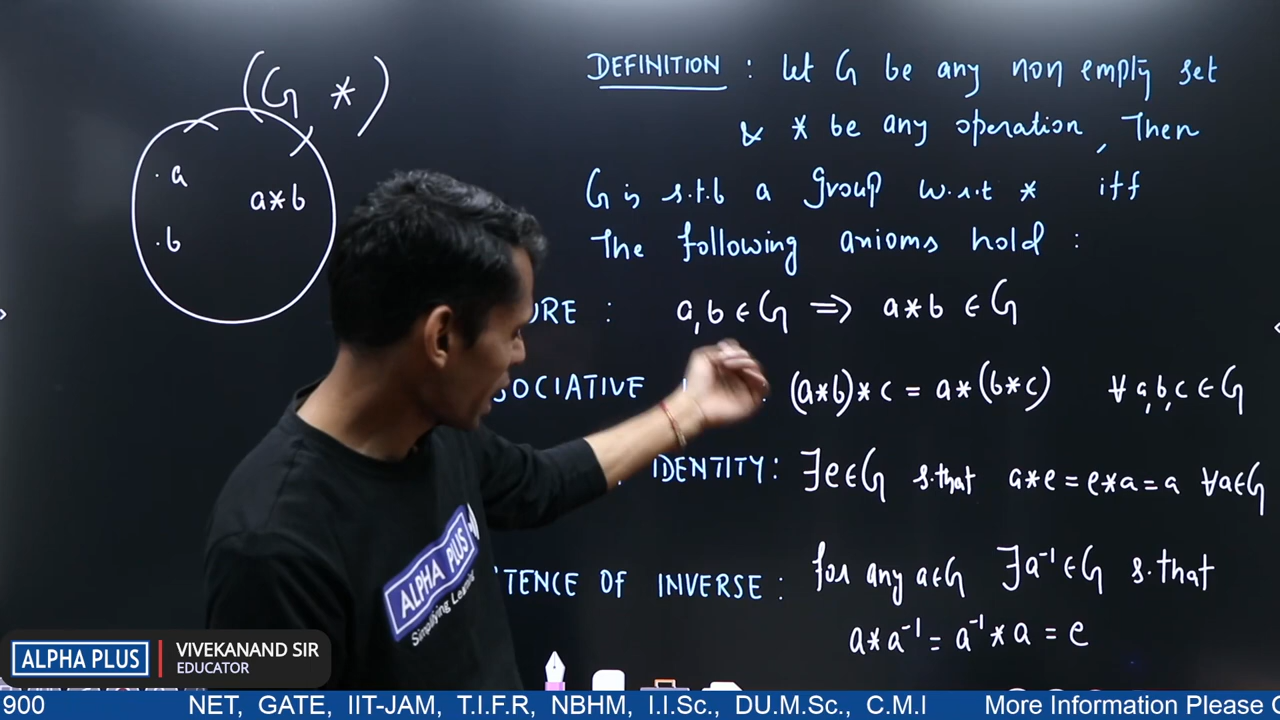 (G *)
. a
a*b
. b
DEFINITION : let G be any non empty set
& * be any operation, Then
G is s.t.b a group w.r.t * iff
The following axioms hold :
URE : a,b ∈ G ⇒ a*b ∈ G
SOCIATIVE : (a*b)*c = a*(b*c) ∀ a,b,c ∈ G
IDENTITY: ∃e∈G s.that a*e = e*a = a ∀a∈G
TENCE OF INVERSE : for any a∈G ∃a⁻¹∈G s.that
a*a⁻¹ = a⁻¹*a = e
ALPHA PLUS
Simplifying Learni
ALPHA PLUS
VIVEKANAND SIR
EDUCATOR
900 NET, GATE, IIT-JAM, T.I.F.R, NBHM, I.I.Sc., DU.M.Sc., C.M.I More Information Please C